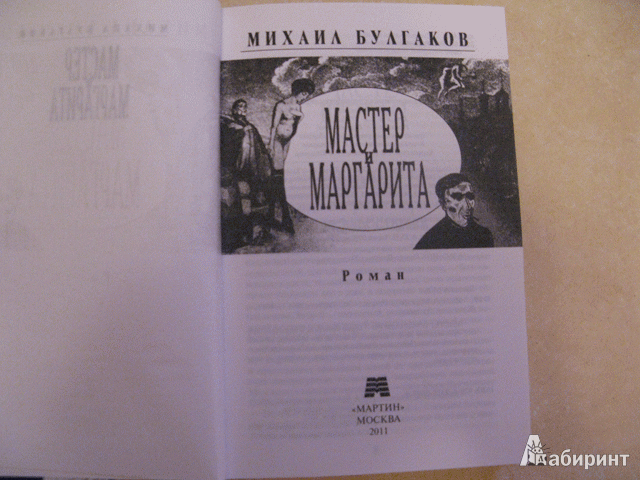 МИХАИЛ БУЛГАКОВ
МАСТЕР
И
МАРГАРИТА
Роман
«МАРТИН»
МОСКВА
2011
Лабиринт